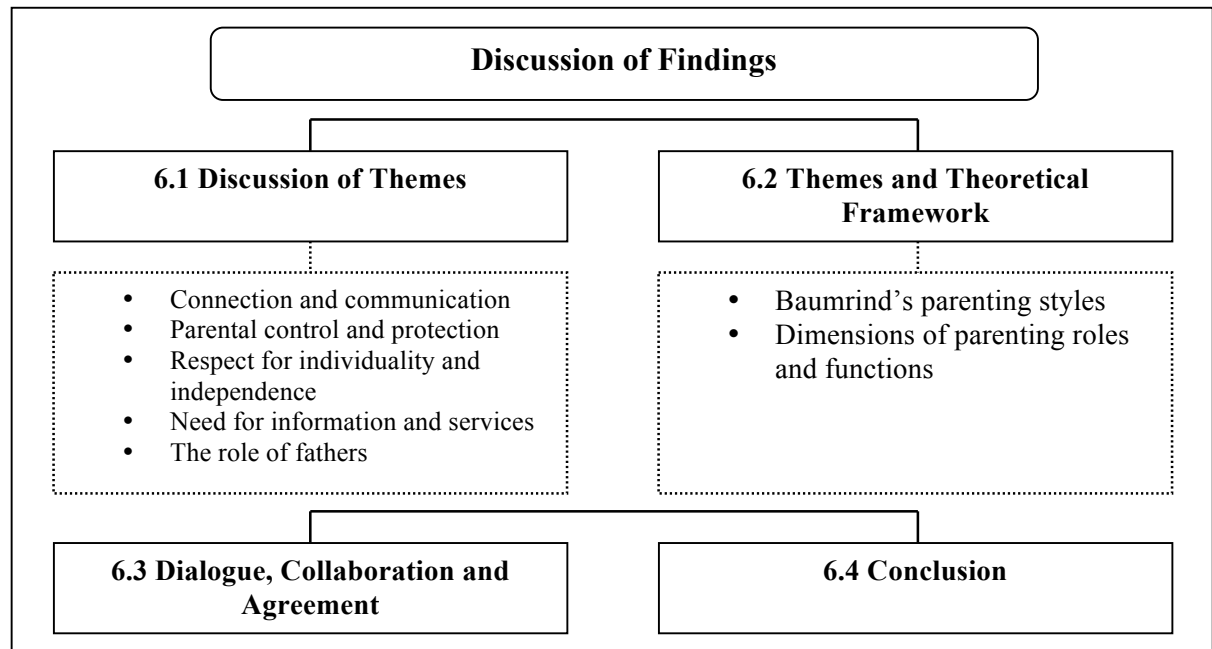 Discussion of Findings
6.1 Discussion of Themes
6.2 Themes and Theoretical
Framework
• Connection and communication
• Parental control and protection
• Respect for individuality and
independence
• Need for information and services
• The role of fathers
• Baumrind’s parenting styles
• Dimensions of parenting roles
and functions
6.3 Dialogue, Collaboration and
Agreement
6.4 Conclusion